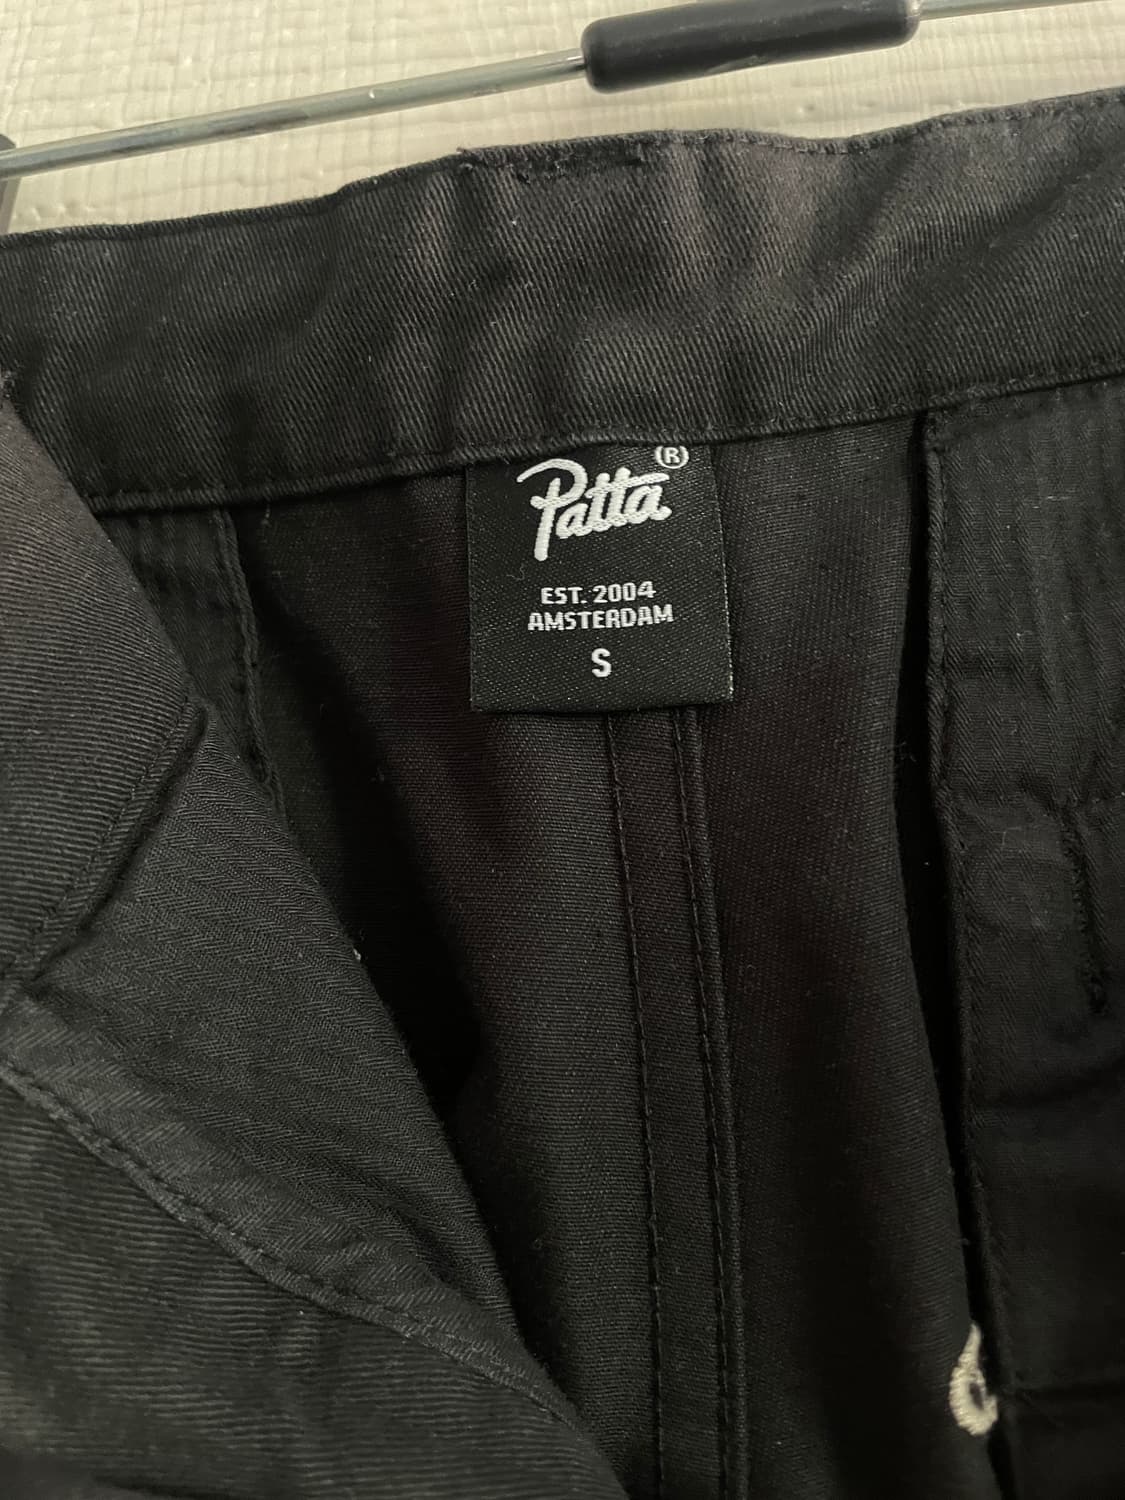 Patta®
EST. 2004
AMSTERDAM
S